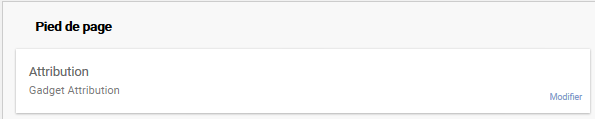 Pied de page
Attribution
Gadget Attribution
Modifier